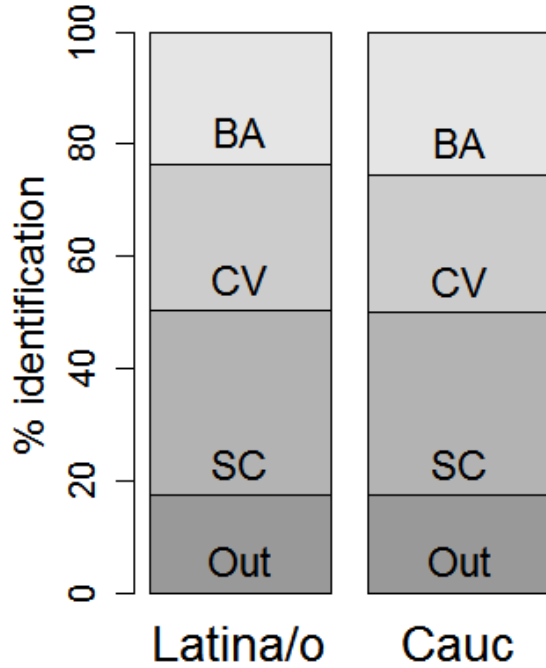 % identification
100
80
60
40
20
0
BA
CV
SC
Out
BA
CV
SC
Out
Latina/o
Cauc